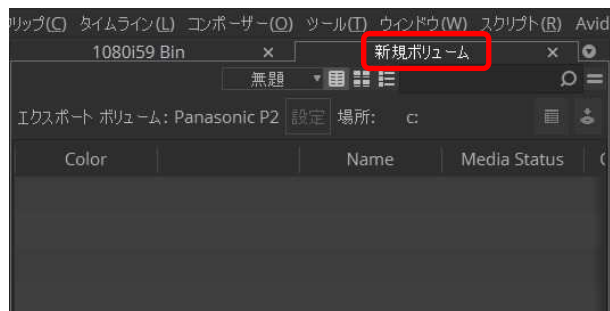 リップ(C) タイムライン(L) コンポーザー(O) ツール(T) ウィンドウ(W) スクリプト(R) Avid
1080i59 Bin × 新規ボリューム ×
無題
エクスポート ボリューム: Panasonic P2 設定 場所: c:
Color Name Media Status